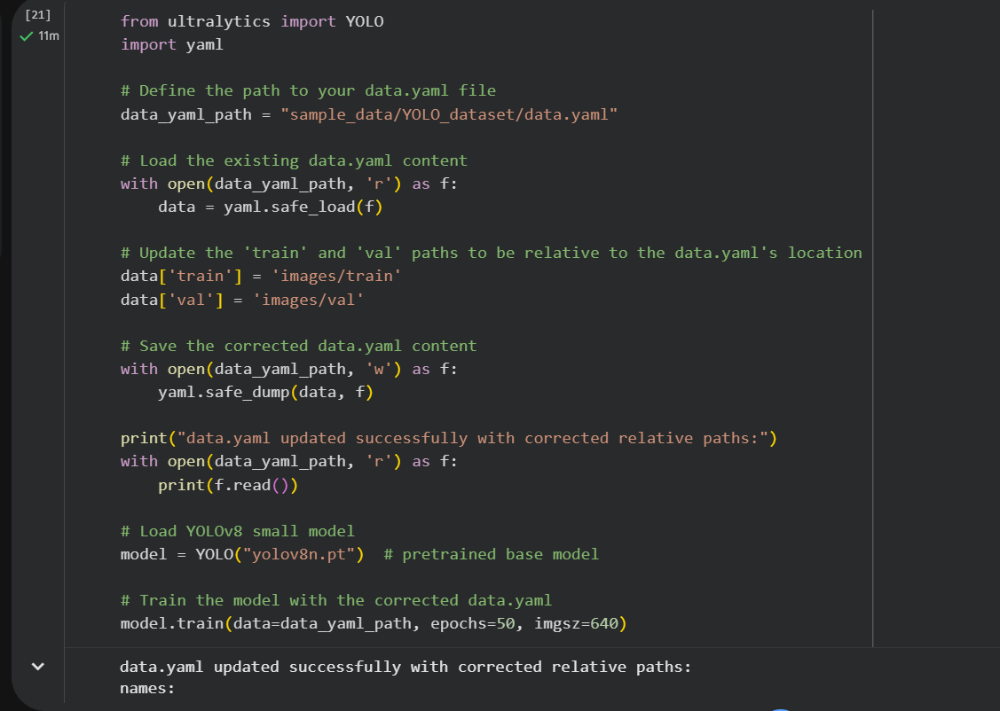 [21]
11m
from ultralytics import YOLO
import yaml
# Define the path to your data.yaml file
data_yaml_path = "sample_data/YOLO_dataset/data.yaml"
# Load the existing data.yaml content
with open(data_yaml_path, 'r') as f:
    data = yaml.safe_load(f)
# Update the 'train' and 'val' paths to be relative to the data.yaml's location
data['train'] = 'images/train'
data['val'] = 'images/val'
# Save the corrected data.yaml content
with open(data_yaml_path, 'w') as f:
    yaml.safe_dump(data, f)
print("data.yaml updated successfully with corrected relative paths:")
with open(data_yaml_path, 'r') as f:
    print(f.read())
# Load YOLOv8 small model
model = YOLO("yolov8n.pt")  # pretrained base model
# Train the model with the corrected data.yaml
model.train(data=data_yaml_path, epochs=50, imgsz=640)
data.yaml updated successfully with corrected relative paths:
names: